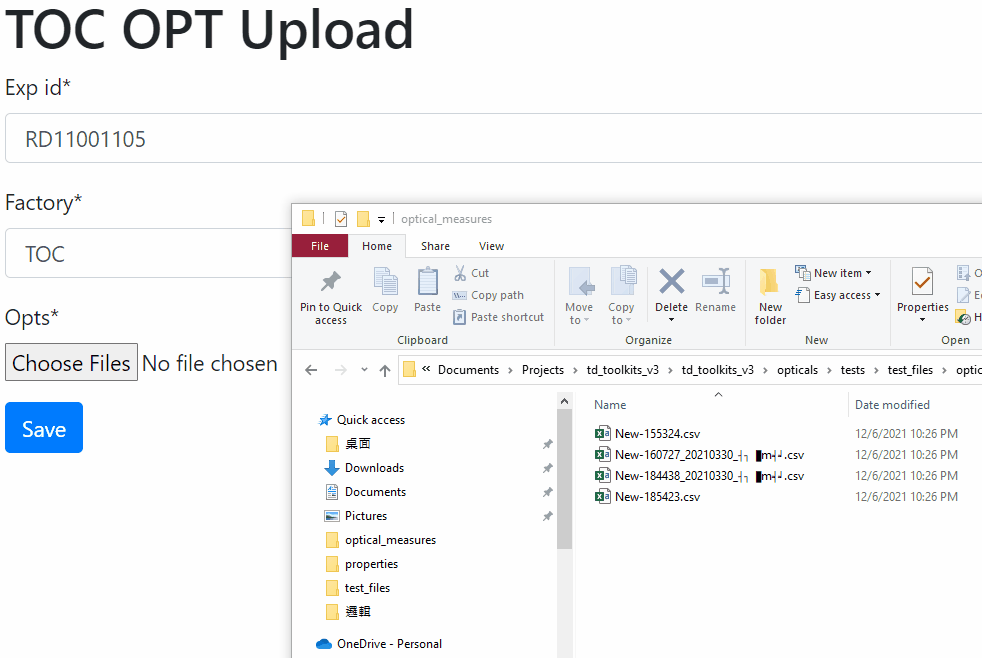 TOC OPT Upload
Exp id*
RD11001105
Factory*
TOC
Opts*
Choose Files No file chosen
Save
optical_measures
File Home Share View
Pin to Quick access
Copy
Paste
Cut
Copy path
Paste shortcut
Move to
Copy to
Delete
Rename
New folder
New item
Easy access
Properties
Clipboard Organize New Open
« Documents › Projects › td_toolkits_v3 › td_toolkits_v3 › opticals › tests › test_files › optic
Quick access
桌面
Downloads
Documents
Pictures
optical_measures
properties
test_files
邏輯
OneDrive - Personal
Name Date modified
New-155324.csv 12/6/2021 10:26 PM
New-160727_20210330_ .csv 12/6/2021 10:26 PM
New-184438_20210330_ .csv 12/6/2021 10:26 PM
New-185423.csv 12/6/2021 10:26 PM